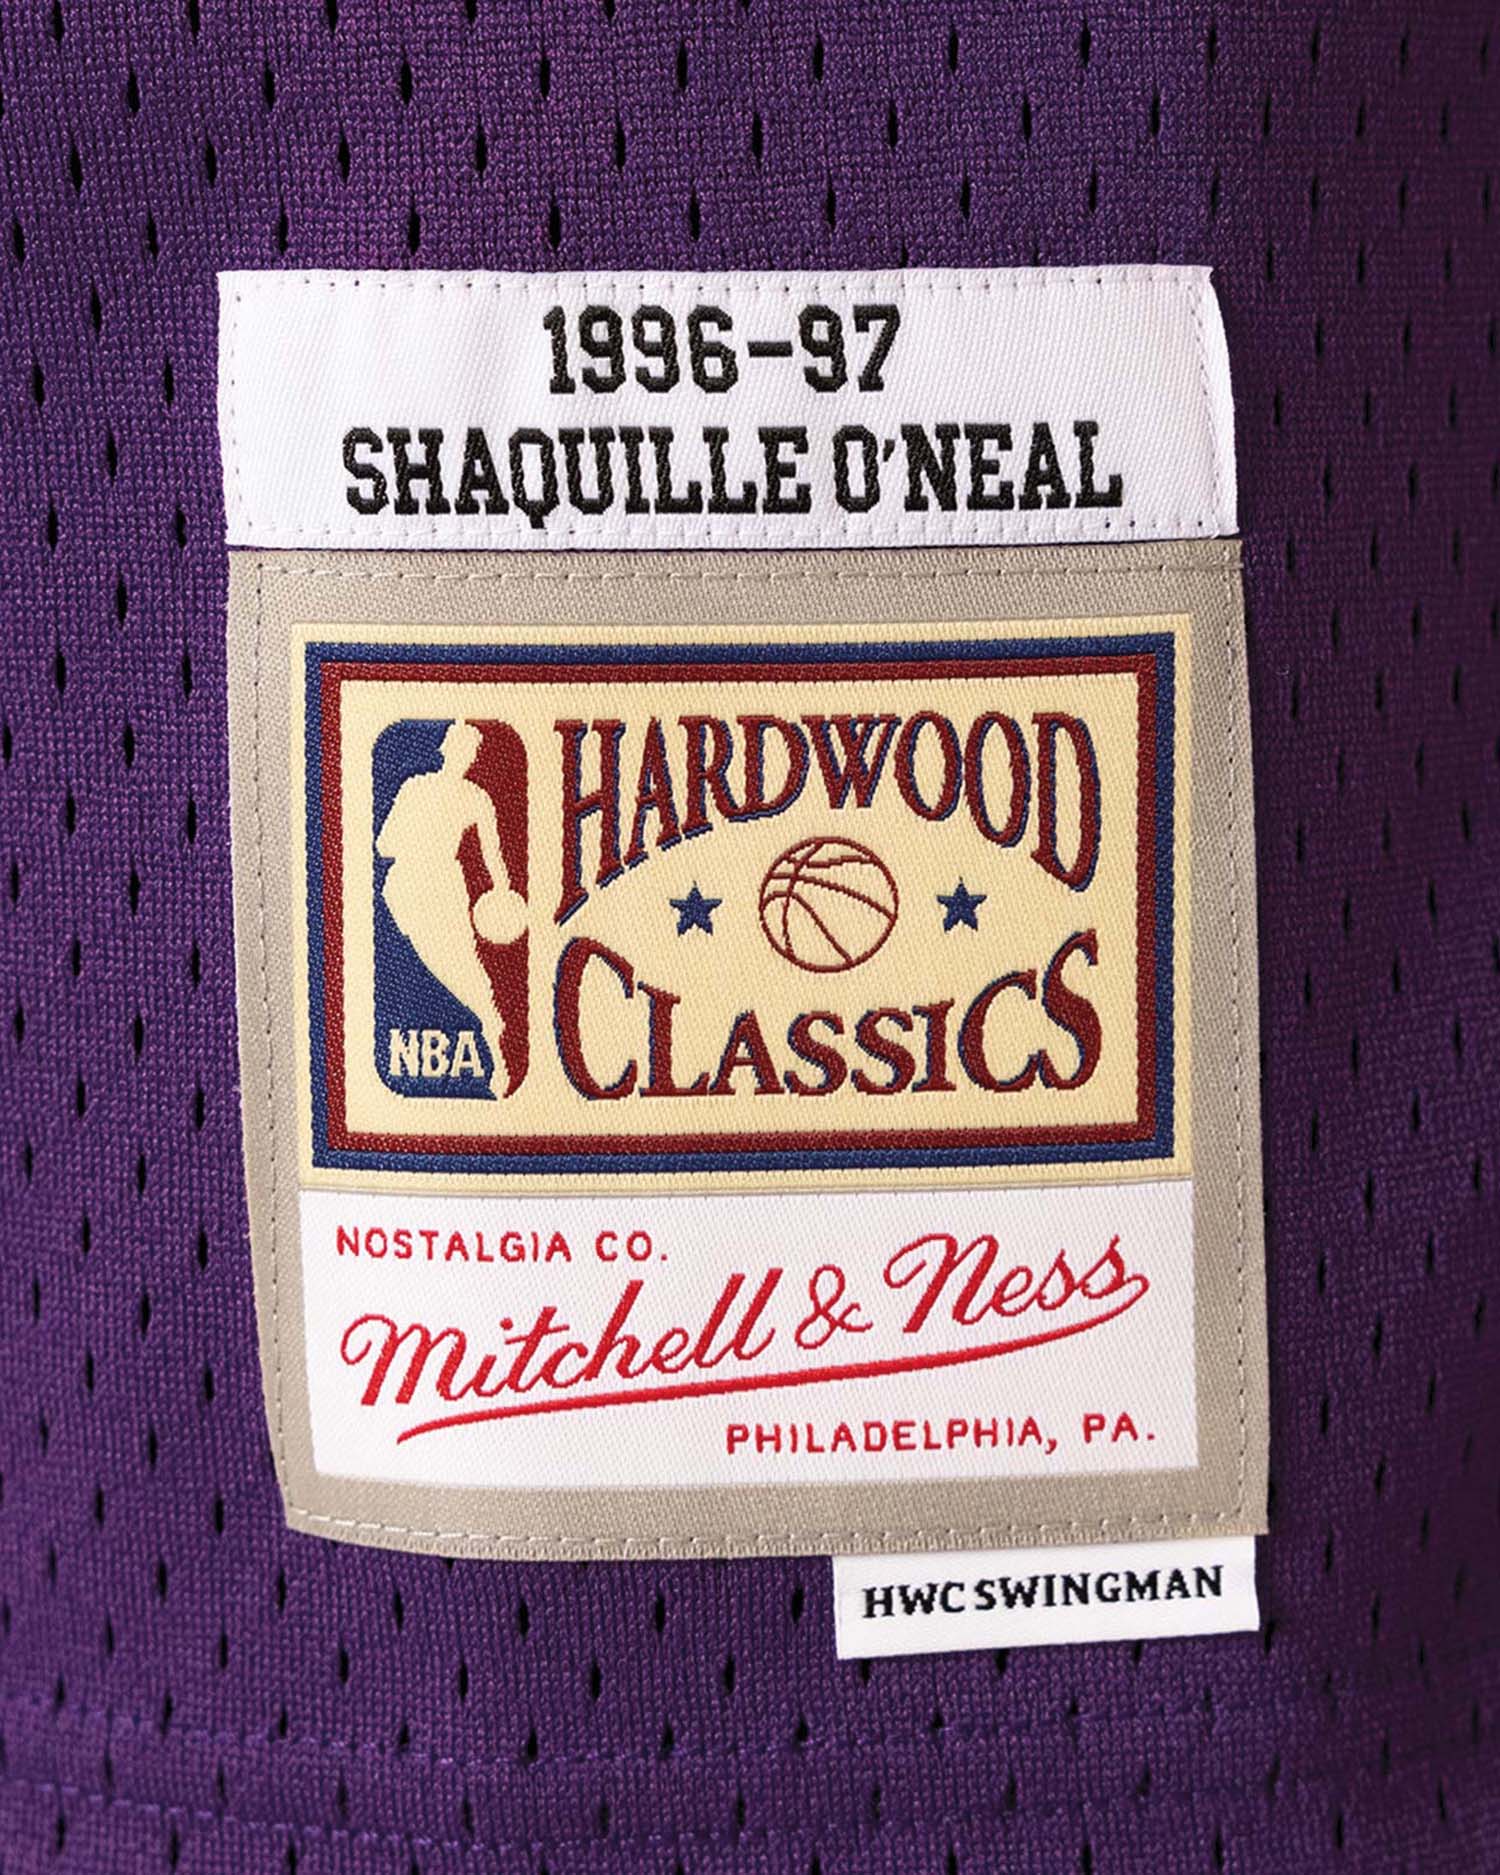 1996-97
SHAQUILLE O'NEAL
HARDWOOD
CLASSICS
NBA
NOSTALGIA CO.
Mitchell & Ness
PHILADELPHIA, PA.
HWC SWINGMAN